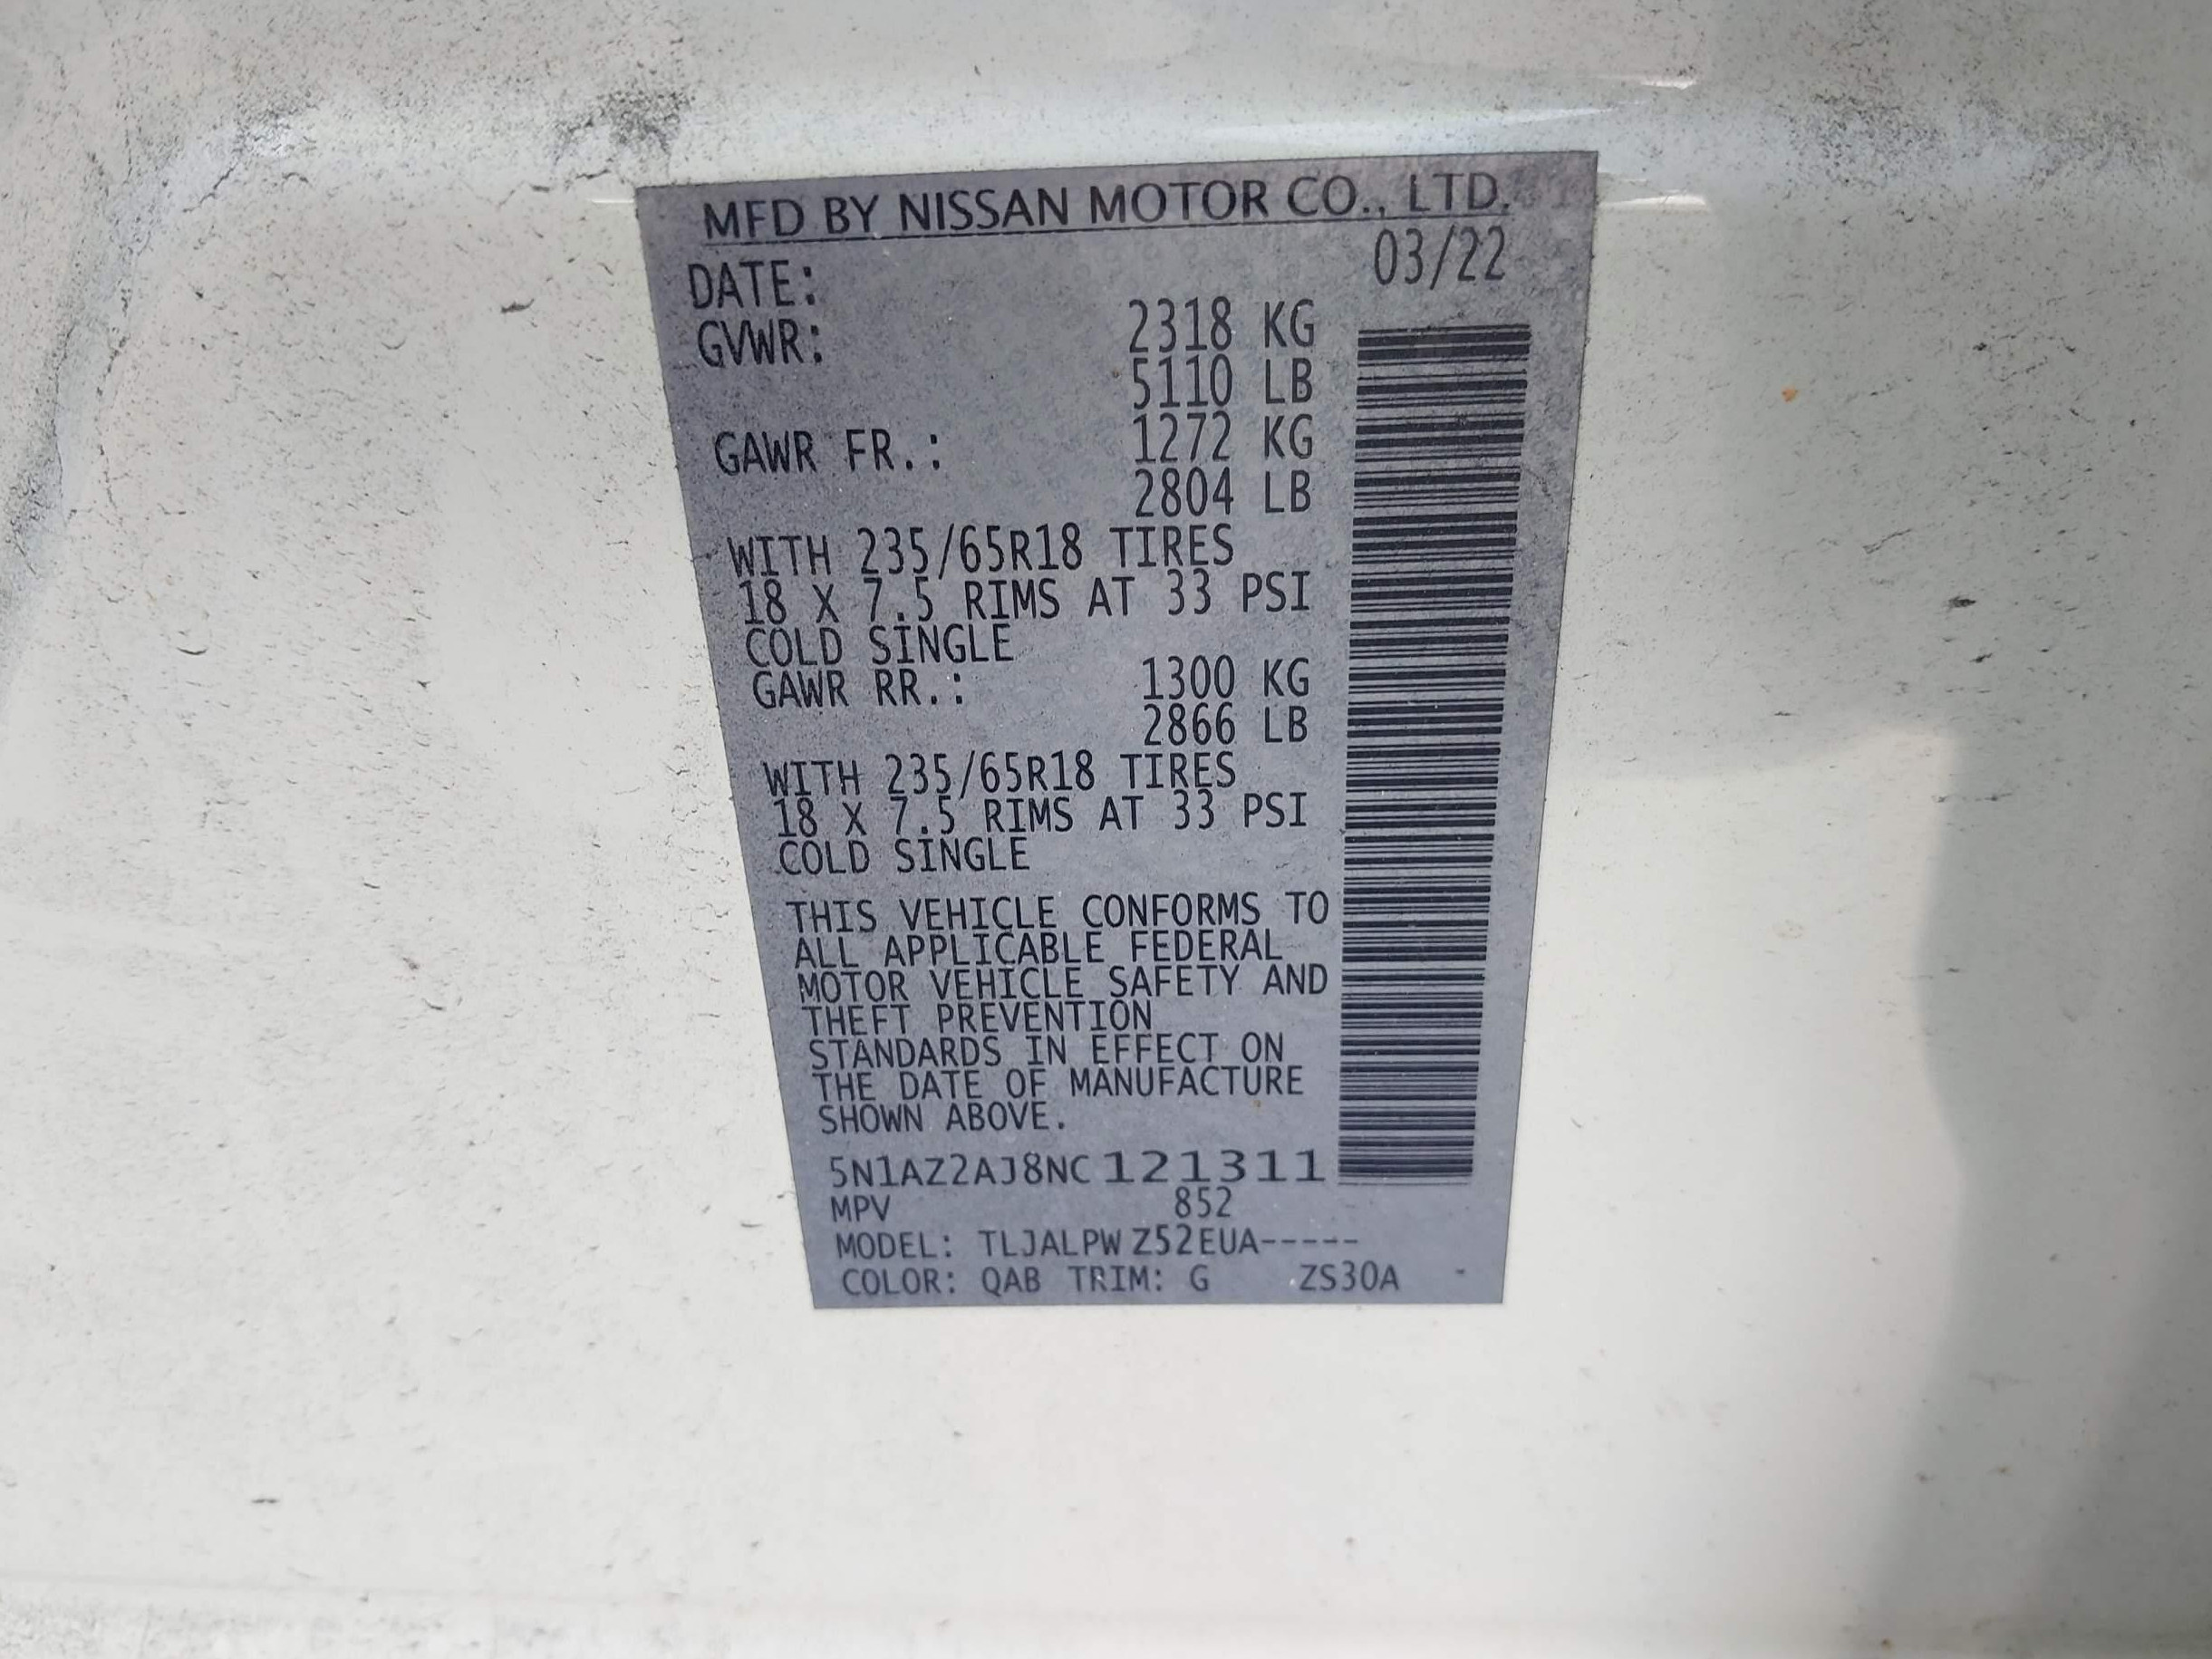 MFD BY NISSAN MOTOR CO., LTD.
DATE: 03/22
GVWR: 2318 KG
5110 LB
GAWR FR.: 1272 KG
2804 LB
WITH 235/65R18 TIRES
18 X 7.5 RIMS AT 33 PSI
COLD SINGLE
GAWR RR.: 1300 KG
2866 LB
WITH 235/65R18 TIRES
18 X 7.5 RIMS AT 33 PSI
COLD SINGLE
THIS VEHICLE CONFORMS TO
ALL APPLICABLE FEDERAL
MOTOR VEHICLE SAFETY AND
THEFT PREVENTION
STANDARDS IN EFFECT ON
THE DATE OF MANUFACTURE
SHOWN ABOVE.
5N1AZ2AJ8NC121311
MPV 852
MODEL: TLJALPW Z52EUA-----
COLOR: QAB TRIM: G ZS30A -